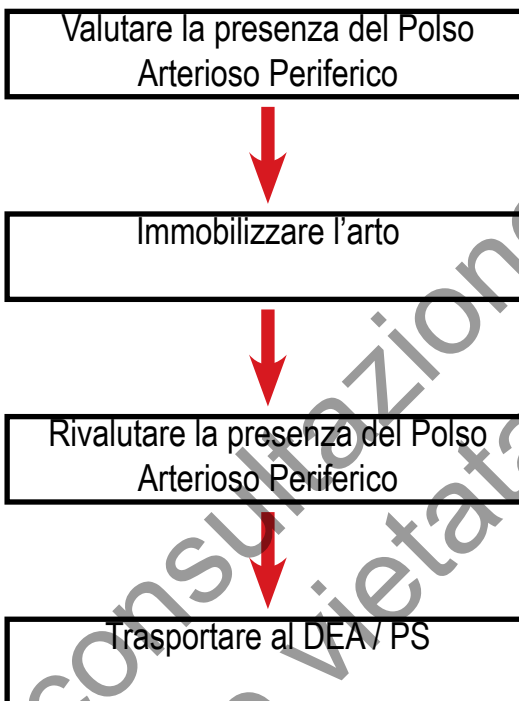 Valutare la presenza del Polso
Arterioso Periferico
Immobilizzare l'arto
Rivalutare la presenza del Polso
Arterioso Periferico
Trasportare al DEA / PS
consultazione
vietata